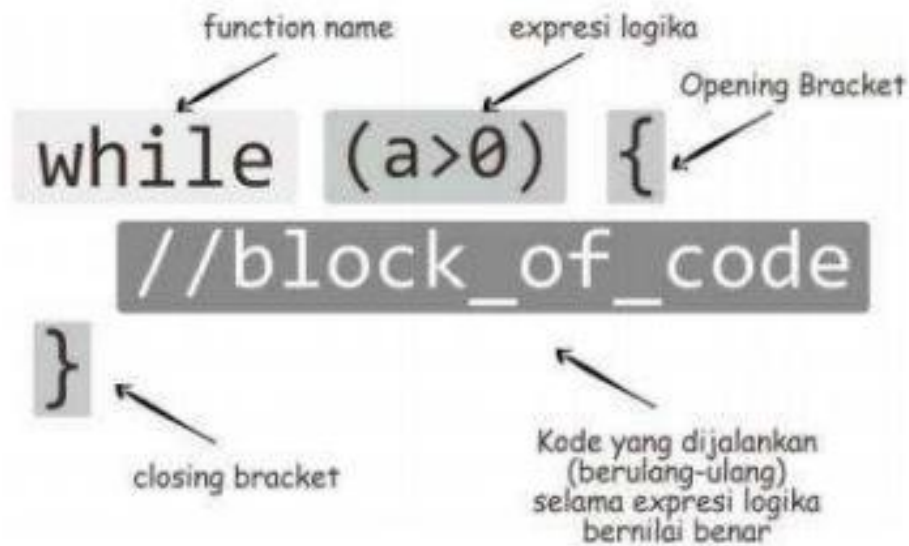 function name
expresi logika
Opening Bracket
while (a>0) {
//block_of_code
}
closing bracket
Kode yang dijalankan
(berulang-ulang)
selama expresi logika
bernilai benar